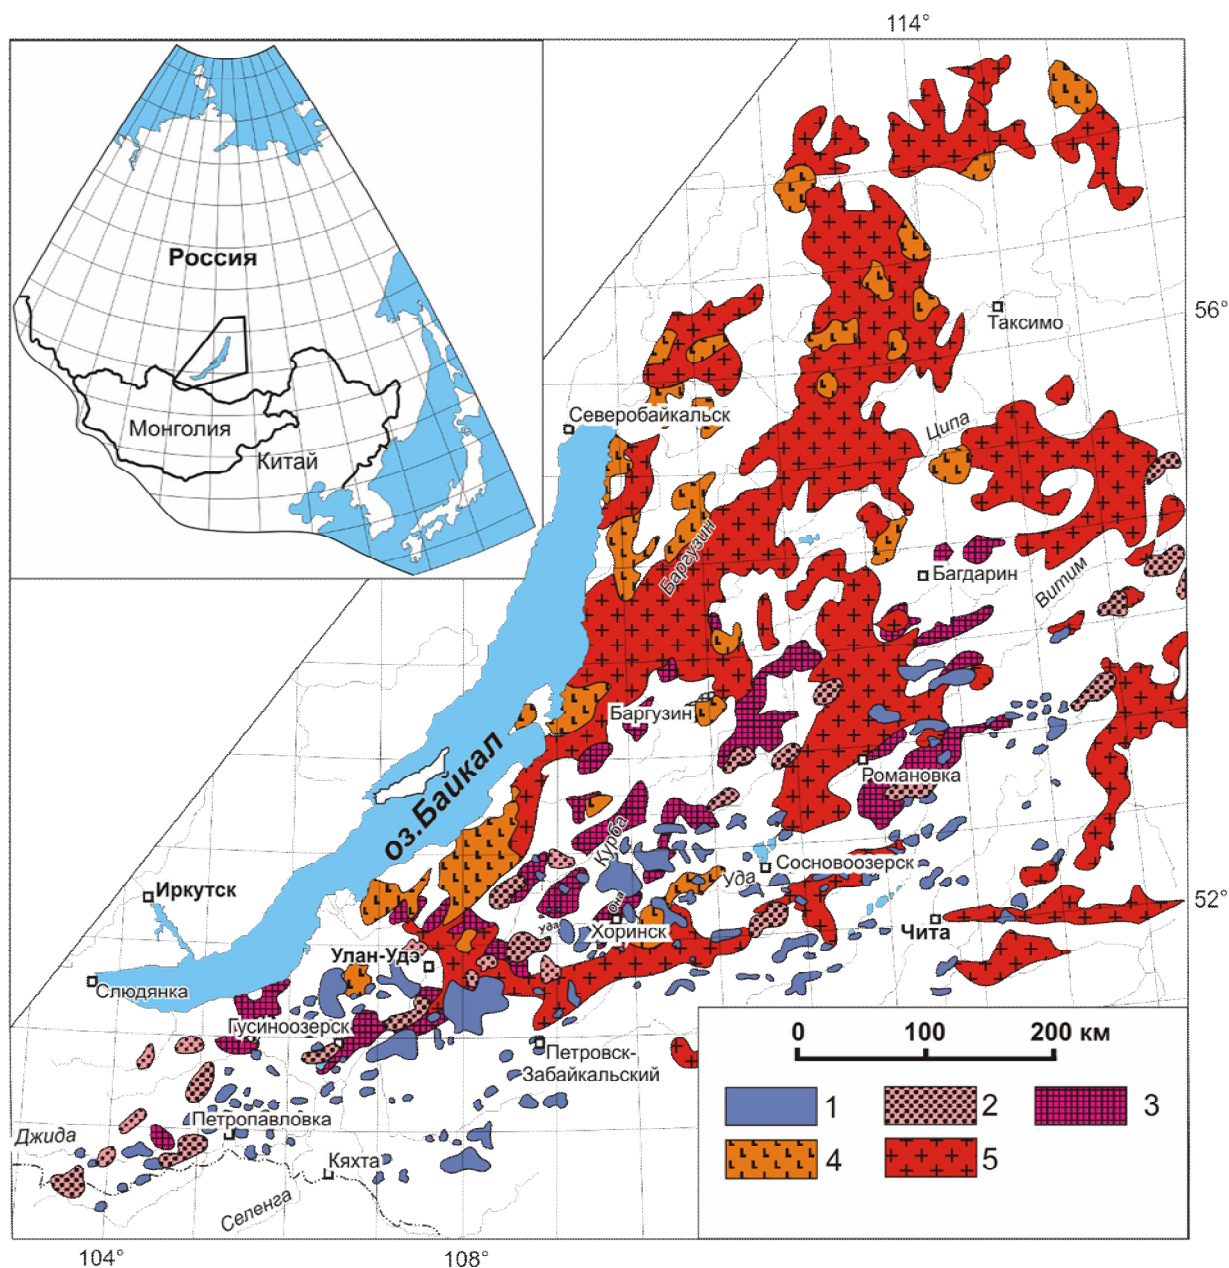 114°
Россия
Монголия
Китай
56°
Таксимо
Северобайкальск
Ципа
Баргузин
Багдарин
Витим
Баргузин
оз.Байкал
Романовка
Курба
Сосновоозерск
Уда
Иркутск
Она
52°
Уда
Хоринск
Чита
Улан-Удэ
Слюдянка
Гусиноозерск
0 100 200 км
Петровск-
Забайкальский
1 2 3
Петропавловка
Джида
4 5
Кяхта
Селенга
104°
108°